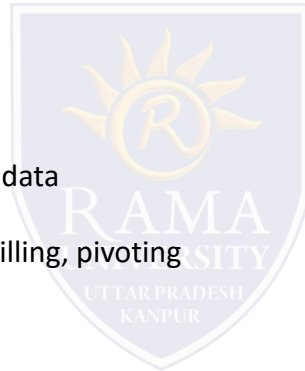 data
illing, pivoting
R
RAMA
UNIVERSITY
UTTAR PRADESH
KANPUR